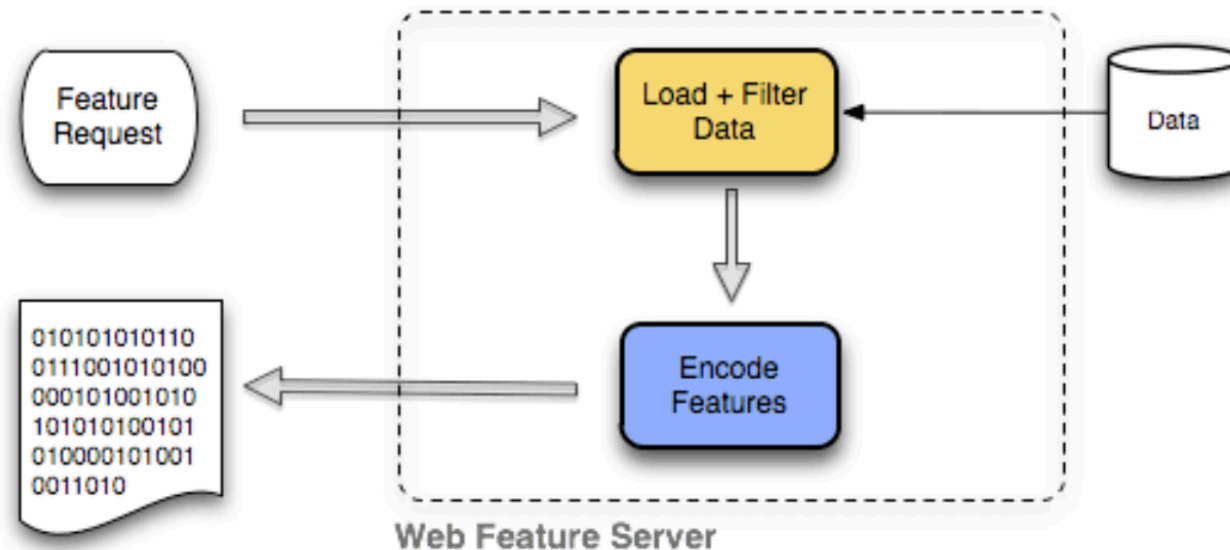 Feature
Request
Load + Filter
Data
Data
010101010110
0111001010100
000101001010
101010100101
010000101001
0011010
Encode
Features
Web Feature Server